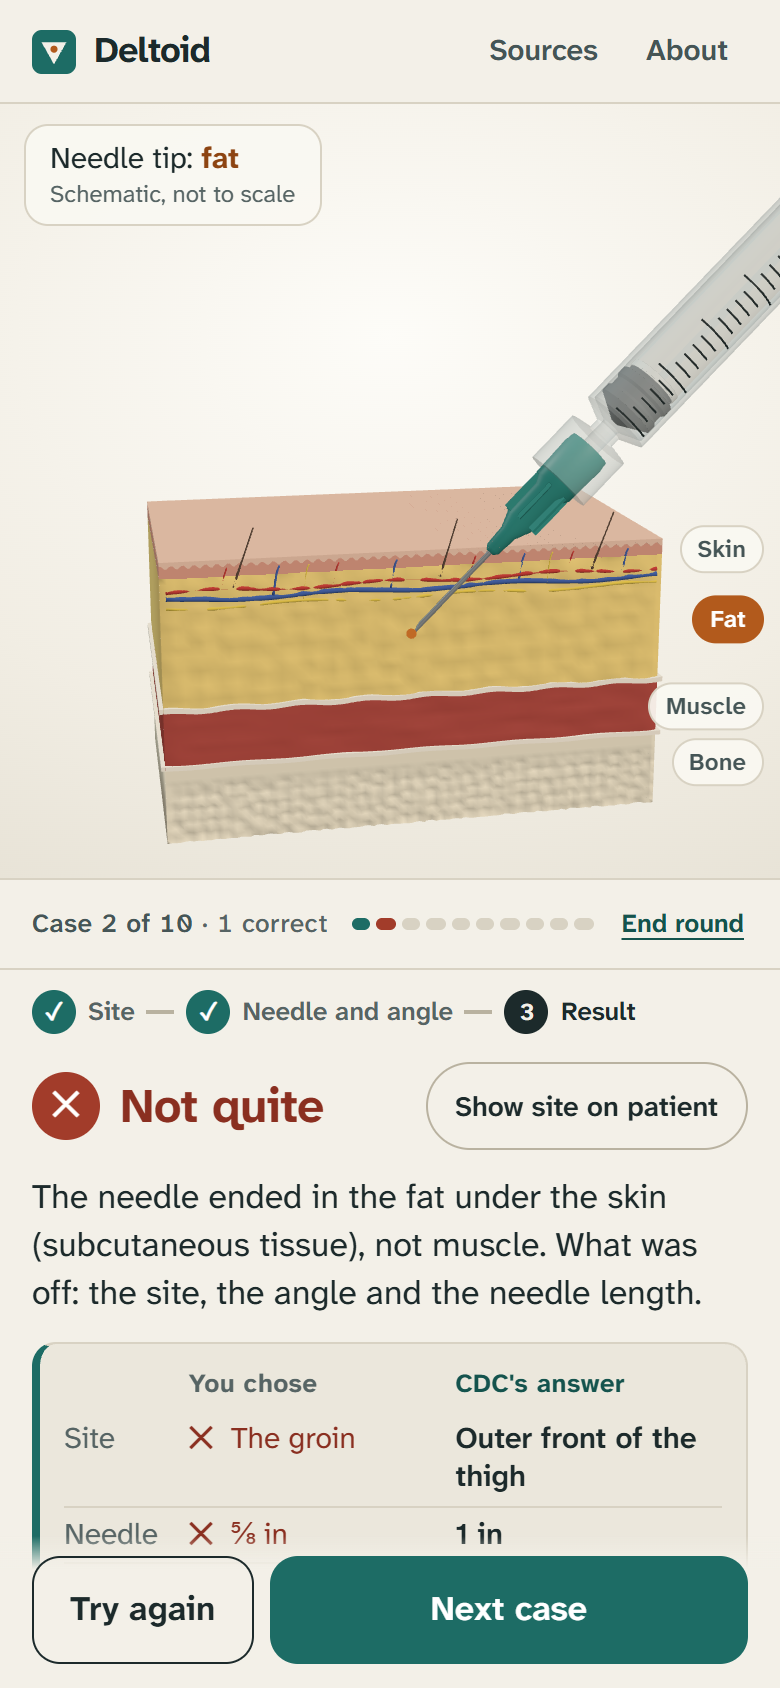 Deltoid
Sources
About
Needle tip: fat
Schematic, not to scale
Skin
Fat
Muscle
Bone
Case 2 of 10 · 1 correct
End round
Site
Needle and angle
3
Result
Not quite
Show site on patient
The needle ended in the fat under the skin
(subcutaneous tissue), not muscle. What was
off: the site, the angle and the needle length.
You chose
CDC's answer
Site
The groin
Outer front of the
thigh
Needle
⅝ in
1 in
Try again
Next case